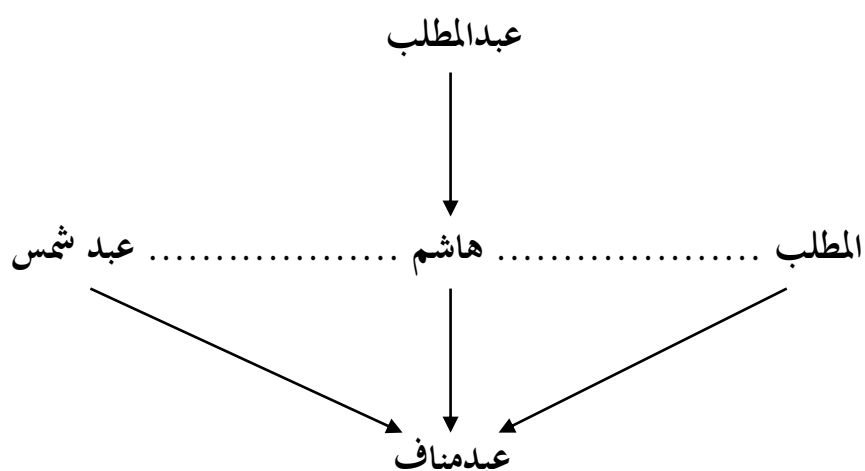 عبدالمطلب
المطلب .................... هاشم ................... عبد شمس
عبدمناف